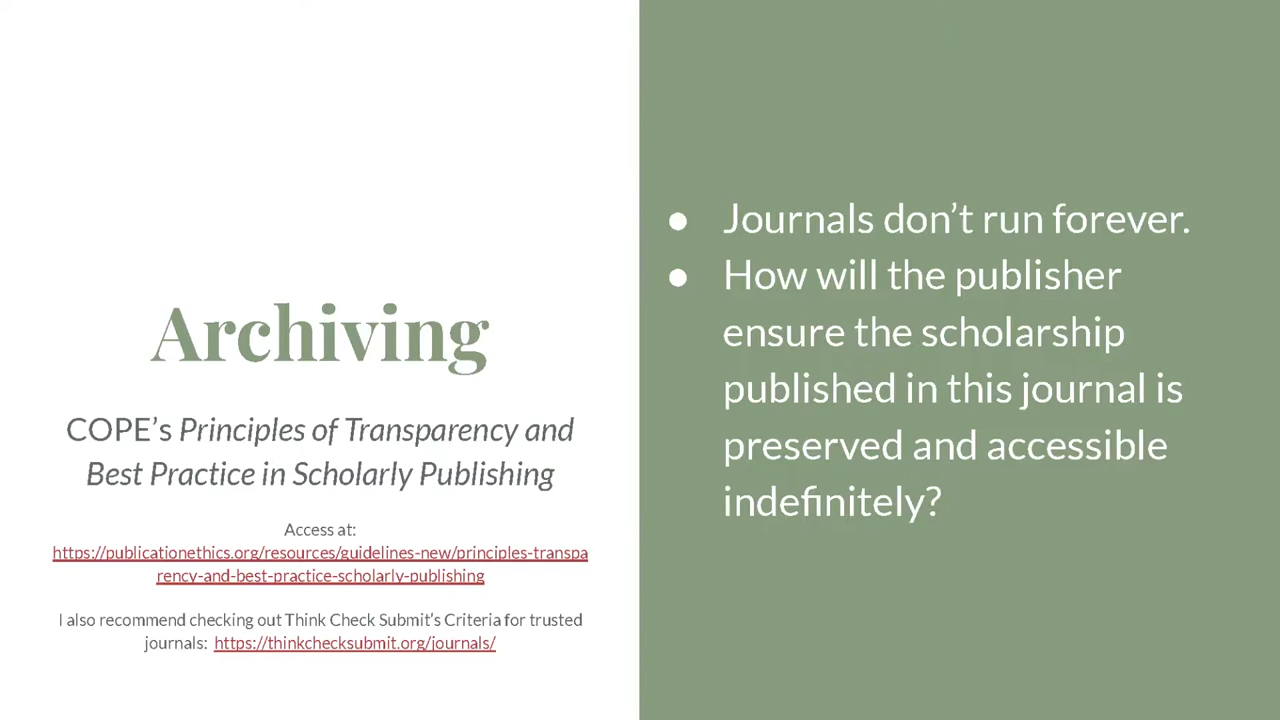 Archiving
COPE’s Principles of Transparency and
Best Practice in Scholarly Publishing
Access at:
https://publicationethics.org/resources/guidelines-new/principles-transpa
rency-and-best-practice-scholarly-publishing
I also recommend checking out Think Check Submit’s Criteria for trusted
journals: https://thinkchecksubmit.org/journals/
● Journals don’t run forever.
● How will the publisher
ensure the scholarship
published in this journal is
preserved and accessible
indefinitely?